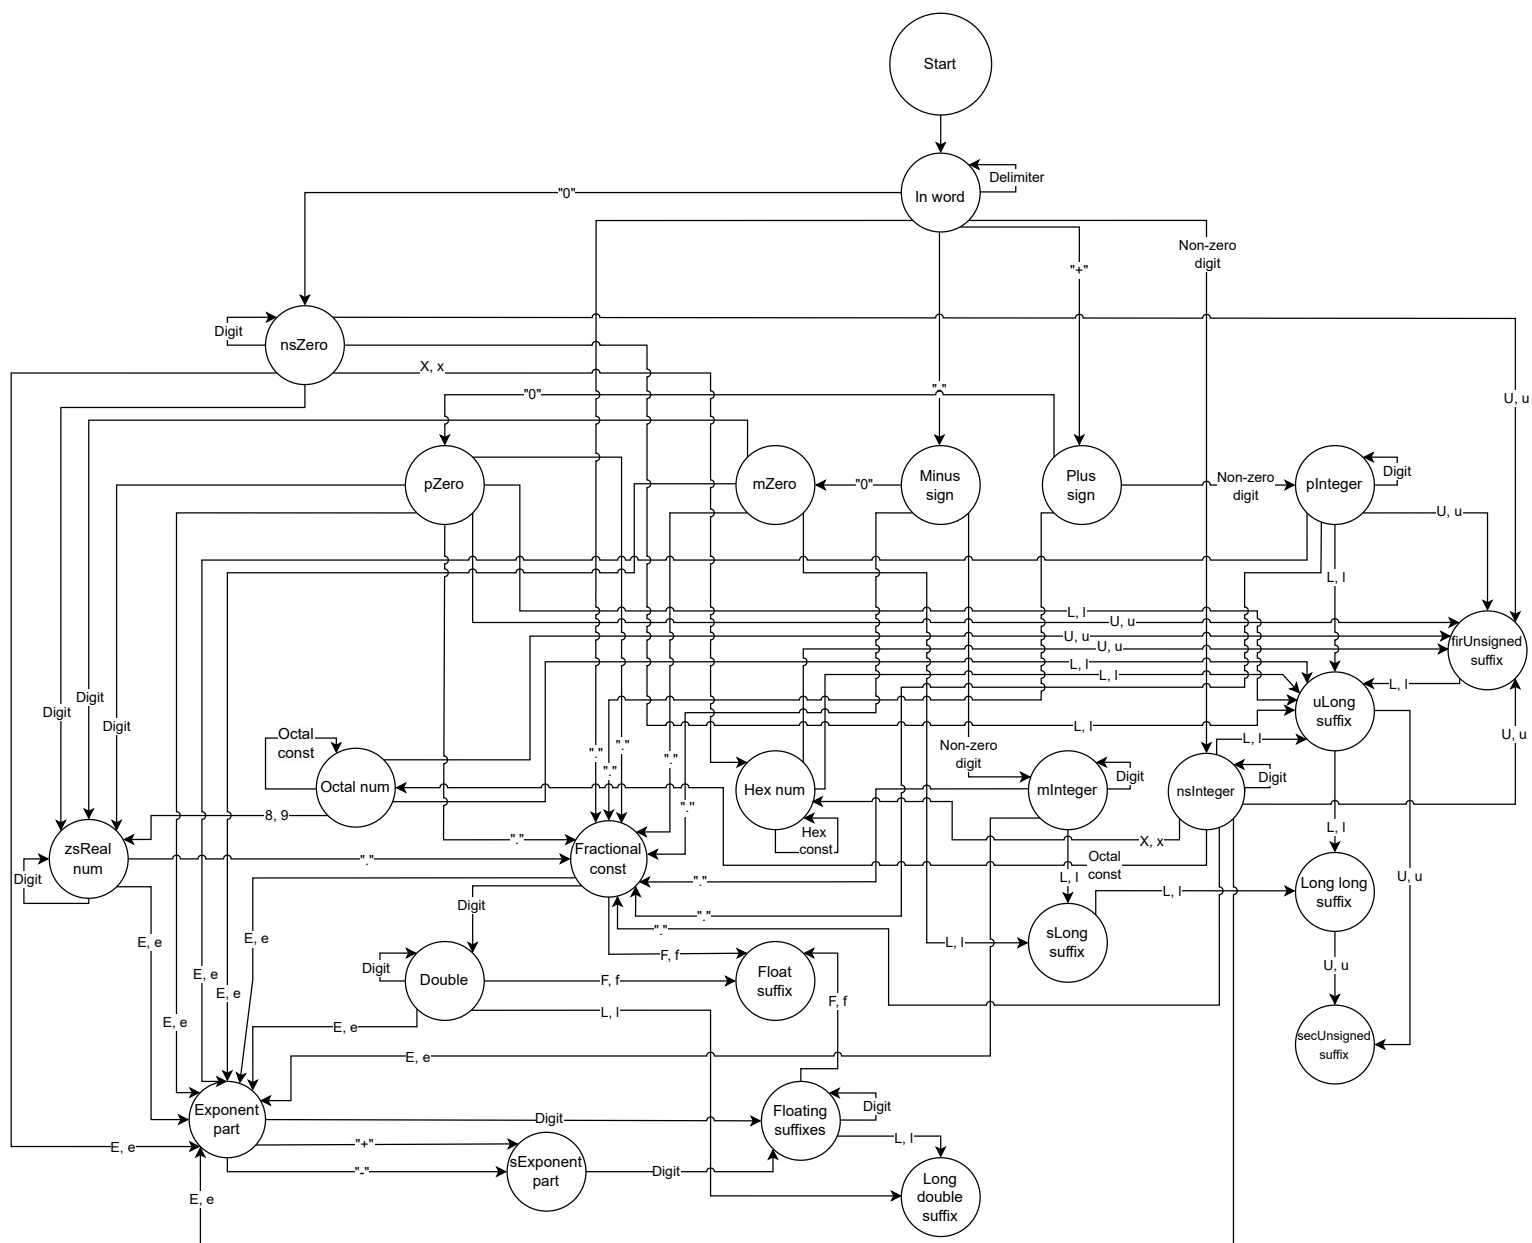 Start
In word
Delimiter
"0"
Non-zero
digit
"+"
nsZero
Digit
X, x
"-"
"0"
U, u
pZero
mZero
"0"
Minus
sign
Plus
sign
Non-zero
digit
pInteger
Digit
U, u
L, l
L, l
U, u
U, u
U, u
L, l
L, l
firUnsigned
suffix
L, l
uLong
suffix
Digit
Digit
Digit
L, l
L, l
U, u
Octal
const
Octal num
"."
"."
"."
"."
"."
Non-zero
digit
Hex num
mInteger
Digit
nsInteger
Digit
8, 9
Hex
const
"."
X, x
L, l
zsReal
num
Digit
"."
Fractional
const
"."
Octal
const
L, l
U, u
Long long
suffix
L, l
Digit
"."
"."
sLong
suffix
L, l
E, e
E, e
E, e
E, e
E, e
Digit
Double
F, f
F, f
Float
suffix
F, f
L, l
E, e
E, e
U, u
secUnsigned
suffix
Exponent
part
Digit
Floating
suffixes
Digit
E, e
"+"
"-"
sExponent
part
Digit
L, l
Long
double
suffix
E, e